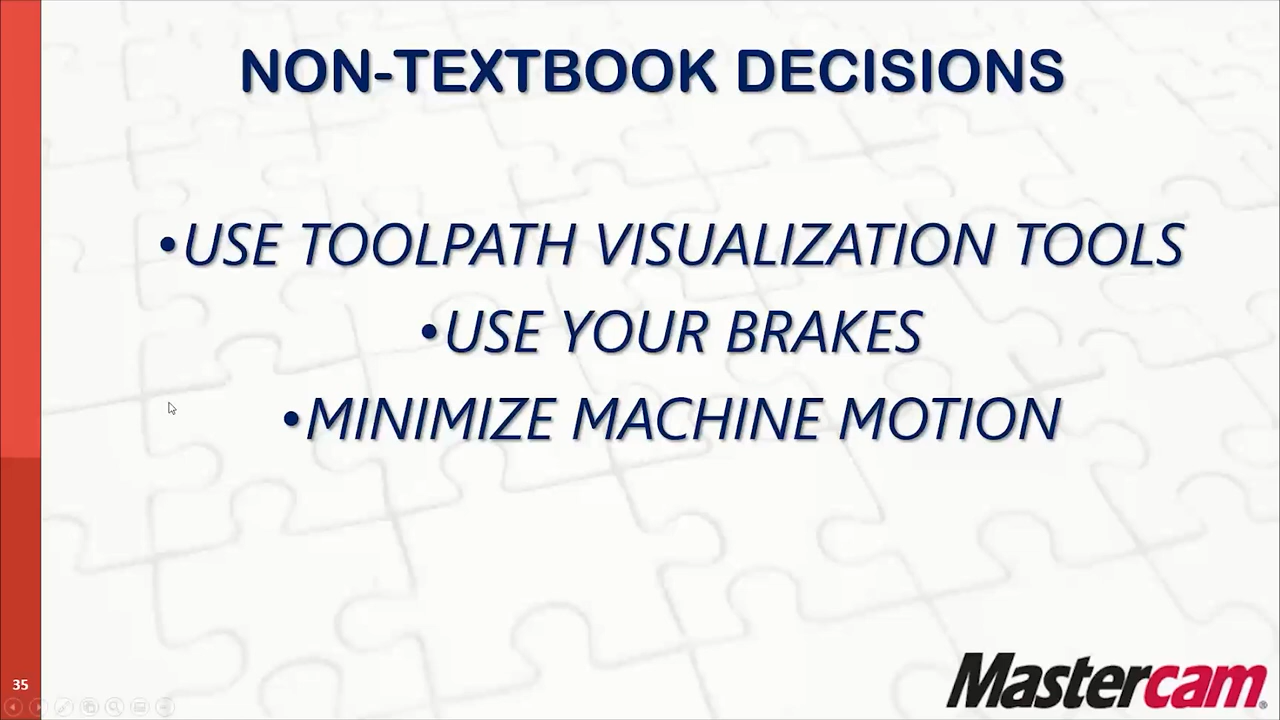 NON-TEXTBOOK DECISIONS
•USE TOOLPATH VISUALIZATION TOOLS
•USE YOUR BRAKES
•MINIMIZE MACHINE MOTION
35
Mastercam®